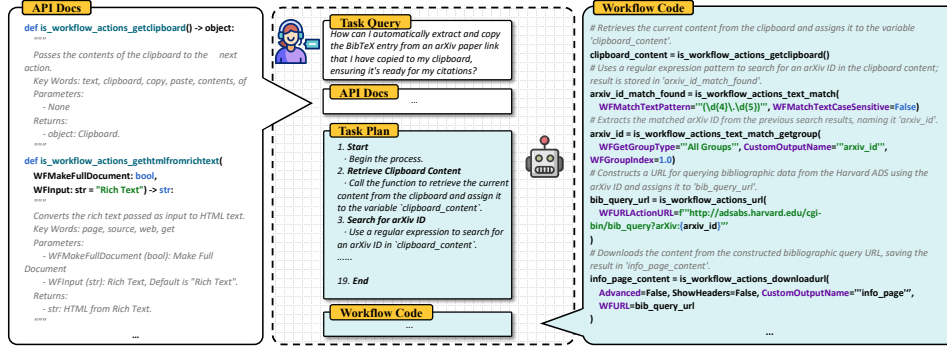 API Docs
def is_workflow_actions_getclipboard() -> object:
"""
Passes the contents of the clipboard to the next
action.
Key Words: text, clipboard, copy, paste, contents, of
Parameters:
- None
Returns:
- object: Clipboard.
"""
def is_workflow_actions_gethtmlfromrichtext(
WFMakeFullDocument: bool,
WFInput: str = "Rich Text") -> str:
"""
Converts the rich text passed as input to HTML text.
Key Words: page, source, web, get
Parameters:
- WFMakeFullDocument (bool): Make Full
Document
- WFInput (str): Rich Text, Default is "Rich Text".
Returns:
- str: HTML from Rich Text.
"""
...
Task Query
How can I automatically extract and copy
the BibTeX entry from an arXiv paper link
that I have copied to my clipboard,
ensuring it's ready for my citations?
API Docs
...
Task Plan
1. Start
· Begin the process.
2. Retrieve Clipboard Content
· Call the function to retrieve the current
content from the clipboard and assign it
to the variable `clipboard_content`.
3. Search for arXiv ID
· Use a regular expression to search for
an arXiv ID in `clipboard_content`.
......
19. End
Workflow Code
...
Workflow Code
# Retrieves the current content from the clipboard and assigns it to the variable
'clipboard_content'.
clipboard_content = is_workflow_actions_getclipboard()
# Uses a regular expression pattern to search for an arXiv ID in the clipboard content;
result is stored in 'arxiv_id_match_found'.
arxiv_id_match_found = is_workflow_actions_text_match(
WFMatchTextPattern='''(\d{4}\.\d{5})''', WFMatchTextCaseSensitive=False)
# Extracts the matched arXiv ID from the previous search results, naming it 'arxiv_id'.
arxiv_id = is_workflow_actions_text_match_getgroup(
WFGetGroupType='''All Groups''', CustomOutputName='''arxiv_id''',
WFGroupIndex=1.0)
# Constructs a URL for querying bibliographic data from the Harvard ADS using the
arXiv ID and assigns it to 'bib_query_url'.
bib_query_url = is_workflow_actions_url(
WFURLActionURL=f'''http://adsabs.harvard.edu/cgi-
bin/bib_query?arXiv:{arxiv_id}'''
)
# Downloads the content from the constructed bibliographic query URL, saving the
result in 'info_page_content'.
info_page_content = is_workflow_actions_downloadurl(
Advanced=False, ShowHeaders=False, CustomOutputName='''info_page''',
WFURL=bib_query_url
)
...